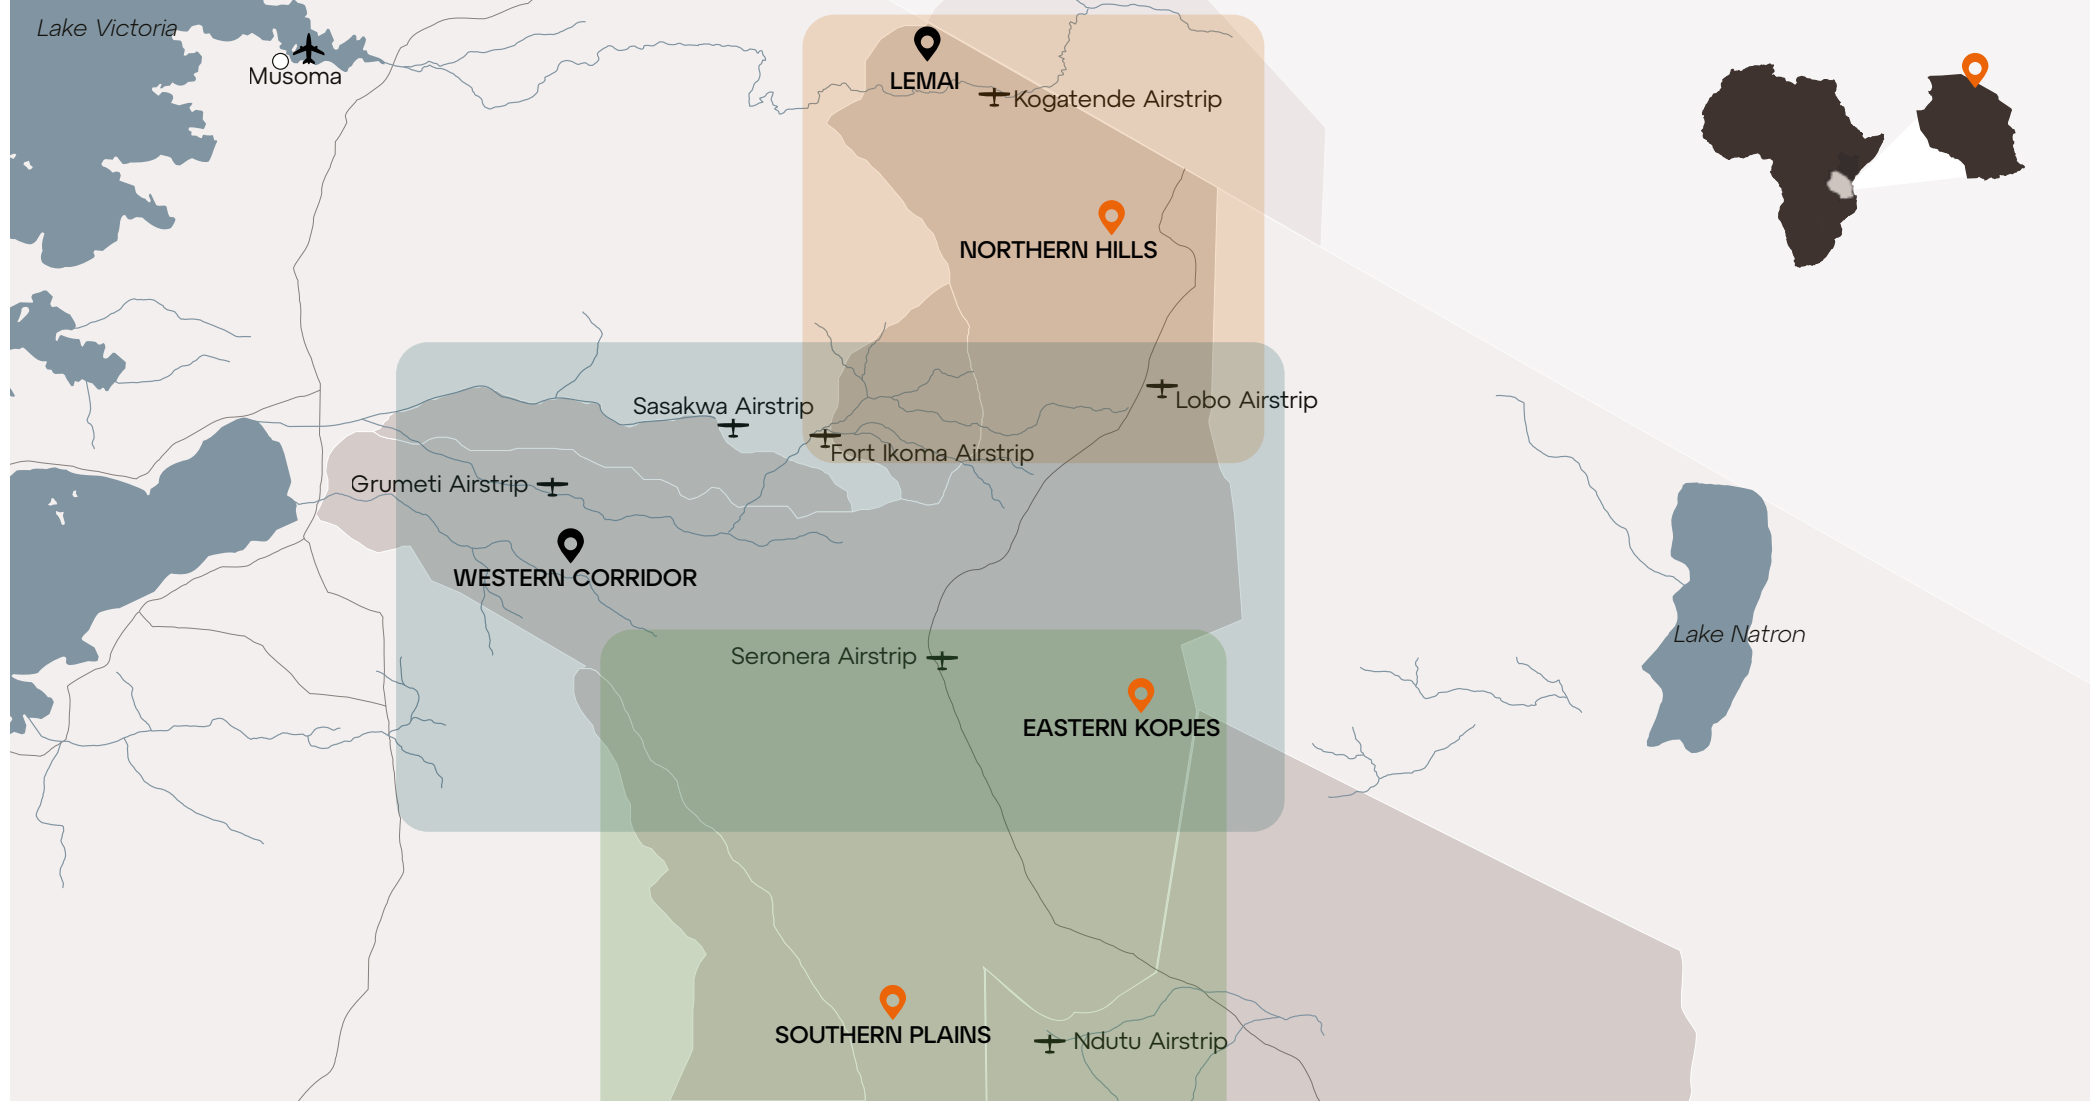 Lake Victoria
Musoma
LEMAI
Kogatende Airstrip
NORTHERN HILLS
Sasakwa Airstrip
Lobo Airstrip
Fort Ikoma Airstrip
Grumeti Airstrip
WESTERN CORRIDOR
Lake Natron
Seronera Airstrip
EASTERN KOPJES
SOUTHERN PLAINS
Ndutu Airstrip